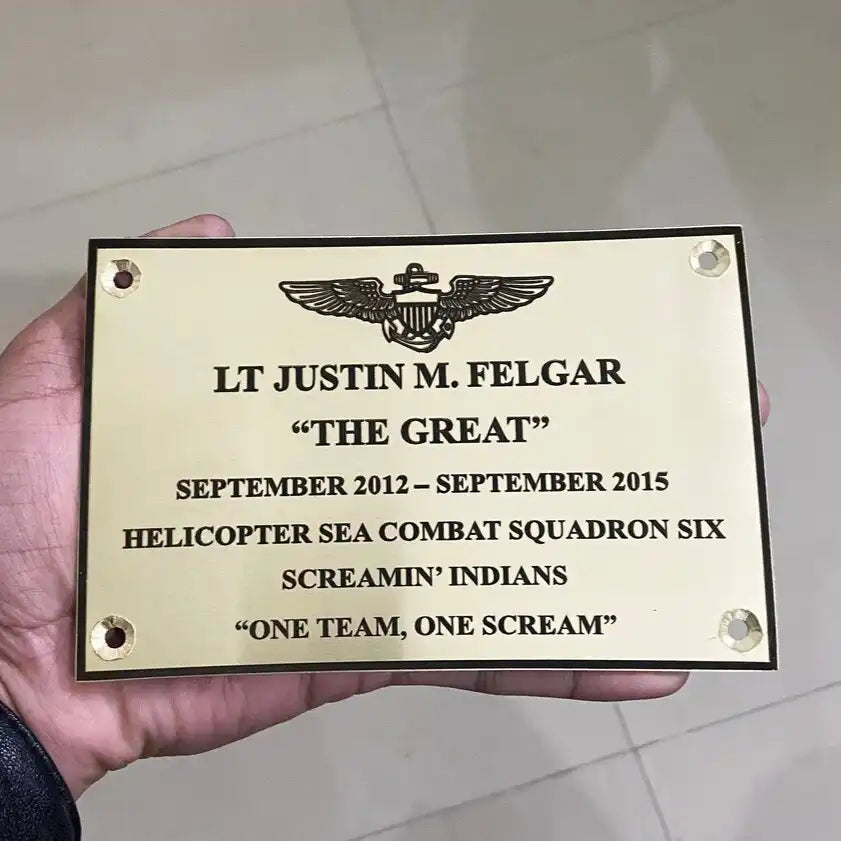 LT JUSTIN M. FELGAR
“THE GREAT”
SEPTEMBER 2012 – SEPTEMBER 2015
HELICOPTER SEA COMBAT SQUADRON SIX
SCREAMIN’ INDIANS
“ONE TEAM, ONE SCREAM”